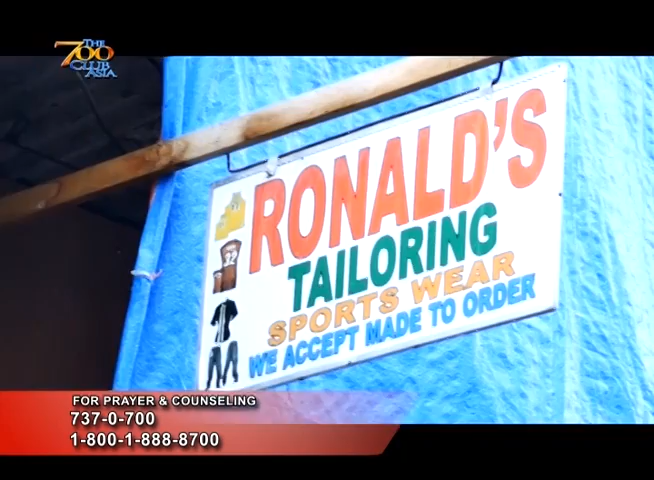 THE
700
CLUB
ASIA
RONALD'S
TAILORING
SPORTS WEAR
WE ACCEPT MADE TO ORDER
32
FOR PRAYER & COUNSELING
737-0-700
1-800-1-888-8700